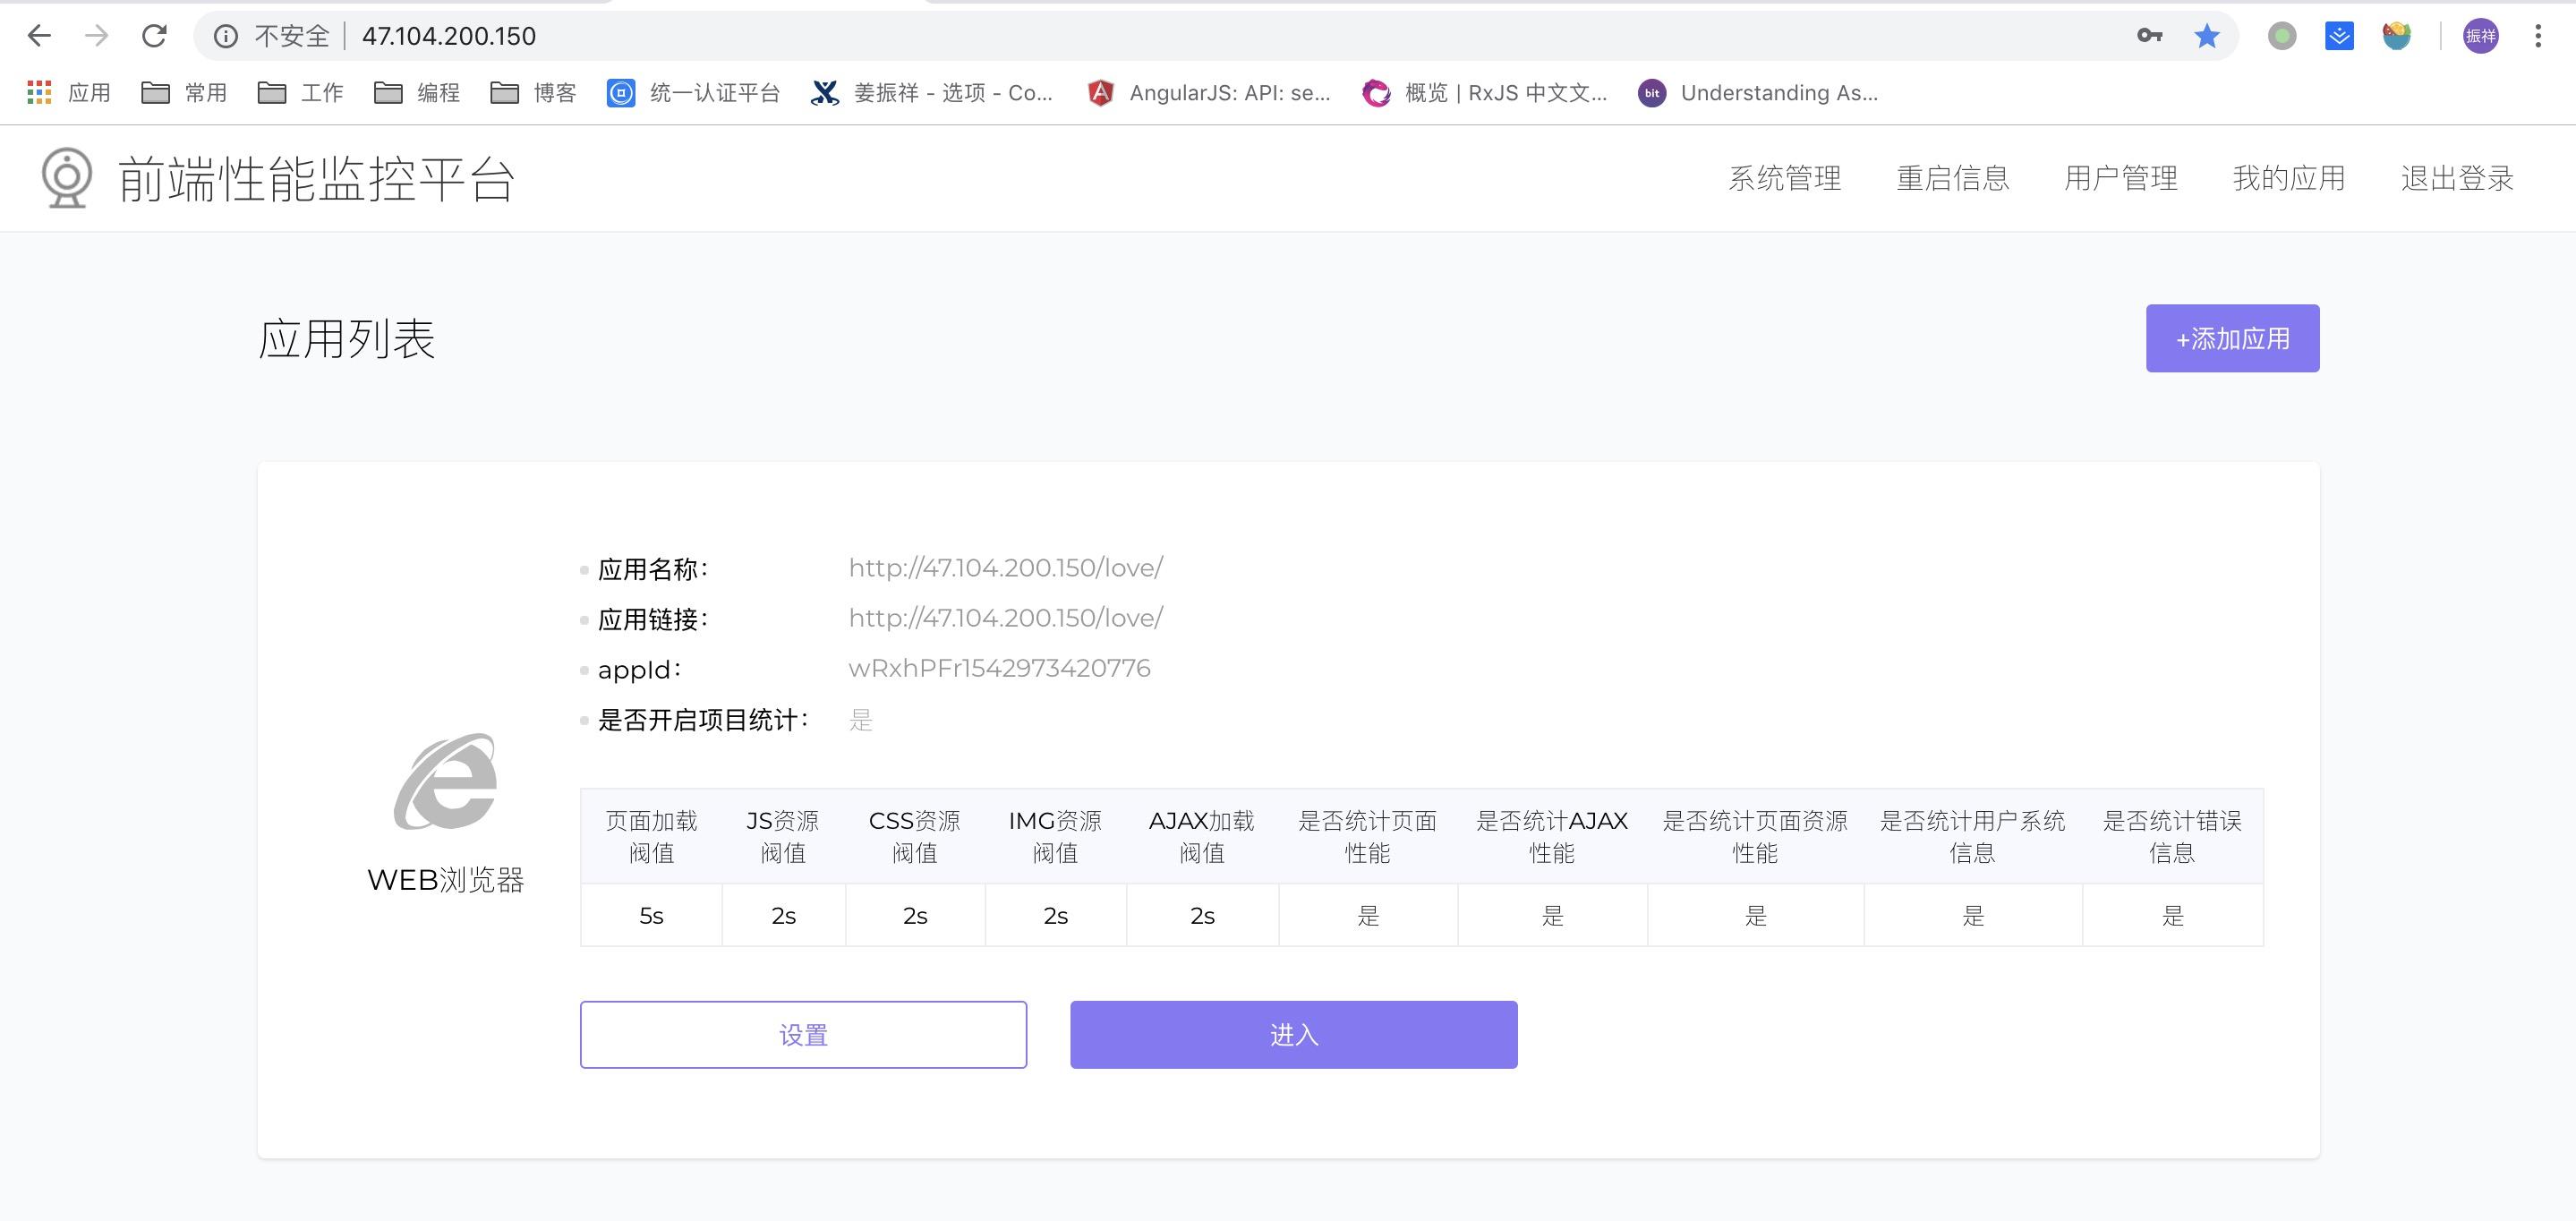 不安全 47.104.200.150 振祥
应用 常用 工作 编程 博客 统一认证平台 姜振祥 - 选项 - Co... AngularJS: API: se... 概览 | RxJS 中文文... bit Understanding As...
前端性能监控平台 系统管理 重启信息 用户管理 我的应用 退出登录
应用列表 +添加应用
应用名称： http://47.104.200.150/love/
应用链接： http://47.104.200.150/love/
appId： wRxhPFr1542973420776
是否开启项目统计： 是
WEB浏览器
页面加载阀值 JS资源阀值 CSS资源阀值 IMG资源阀值 AJAX加载阀值 是否统计页面性能 是否统计AJAX性能 是否统计页面资源性能 是否统计用户系统信息 是否统计错误信息
5s 2s 2s 2s 2s 是 是 是 是 是
设置 进入